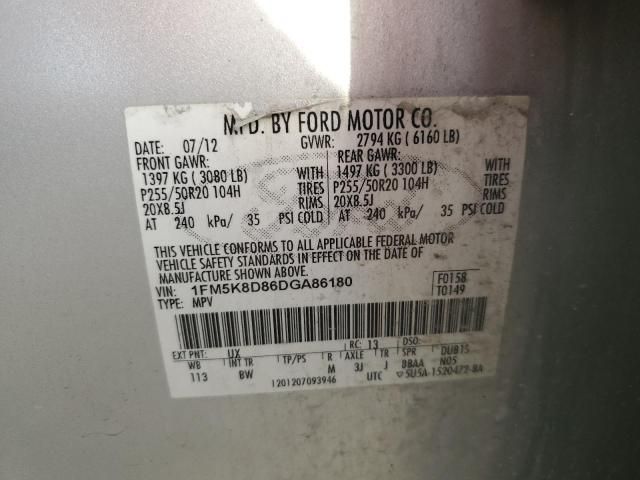 MFD. BY FORD MOTOR CO.
DATE: 07/12 GVWR: 2794 KG ( 6160 LB)
FRONT GAWR: REAR GAWR:
1397 KG ( 3080 LB) WITH 1497 KG ( 3300 LB) WITH
P255/50R20 104H TIRES P255/50R20 104H TIRES
20X8.5J RIMS 20X8.5J RIMS
AT 240 kPa/ 35 PSI COLD AT 240 kPa/ 35 PSI COLD
THIS VEHICLE CONFORMS TO ALL APPLICABLE FEDERAL MOTOR
VEHICLE SAFETY STANDARDS IN EFFECT ON THE DATE OF
MANUFACTURE SHOWN ABOVE.
VIN: 1FM5K8D86DGA86180 F0158
TYPE: MPV T0149
EXT PNT: UX RC: 13 DSO:
WB INT TR TP/PS R AXLE TR SPR DUB15
113 BW M 3J J BBAA N05
1201207093946 UTC 5U5A-1520472-BA